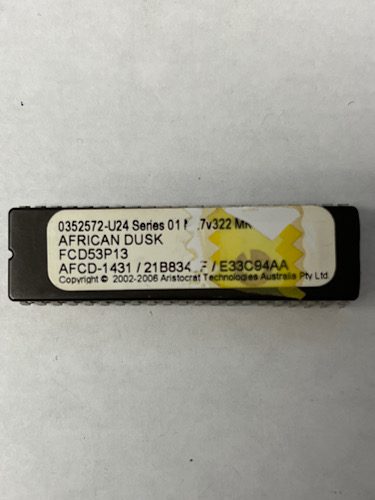 0352572-U24 Series 01
AFRICAN DUSK
FCD53P13
AFCD-1431 / / E33C94AA
Copyright © 2002-2006 Aristocrat Technologies Australia Pty Ltd.